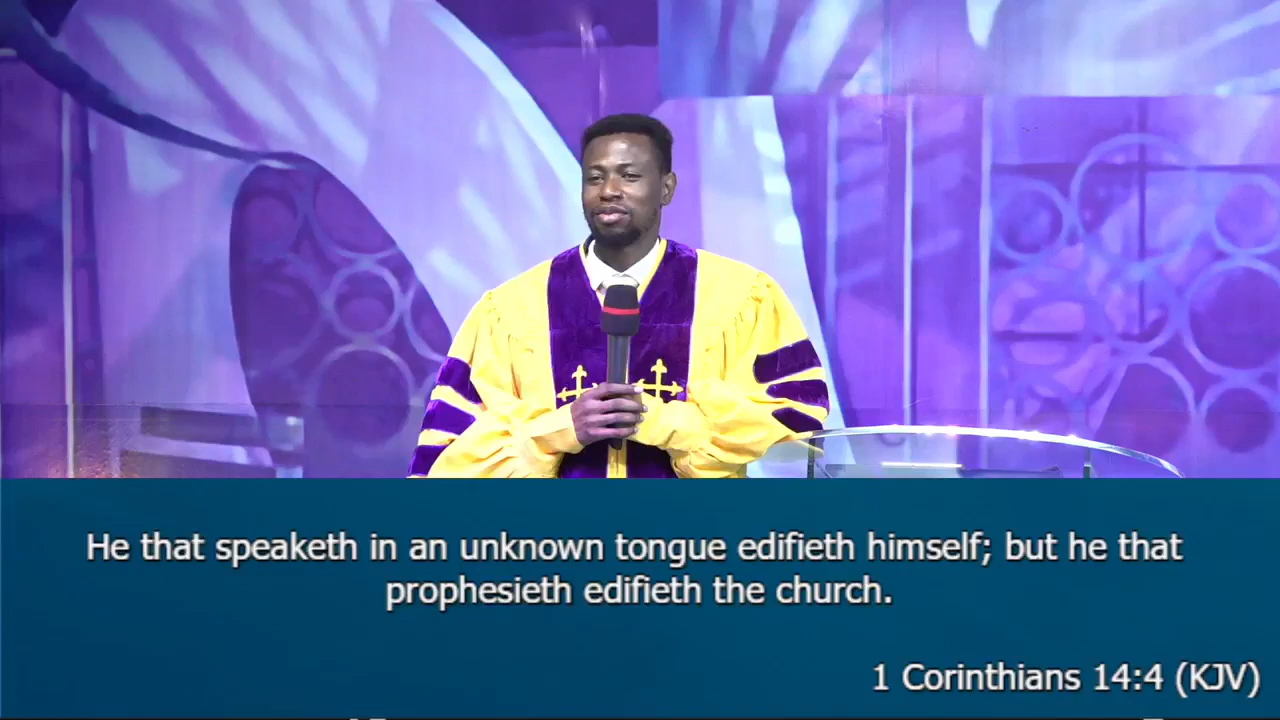 He that speaketh in an unknown tongue edifieth himself; but he that
prophesieth edifieth the church.
1 Corinthians 14:4 (KJV)